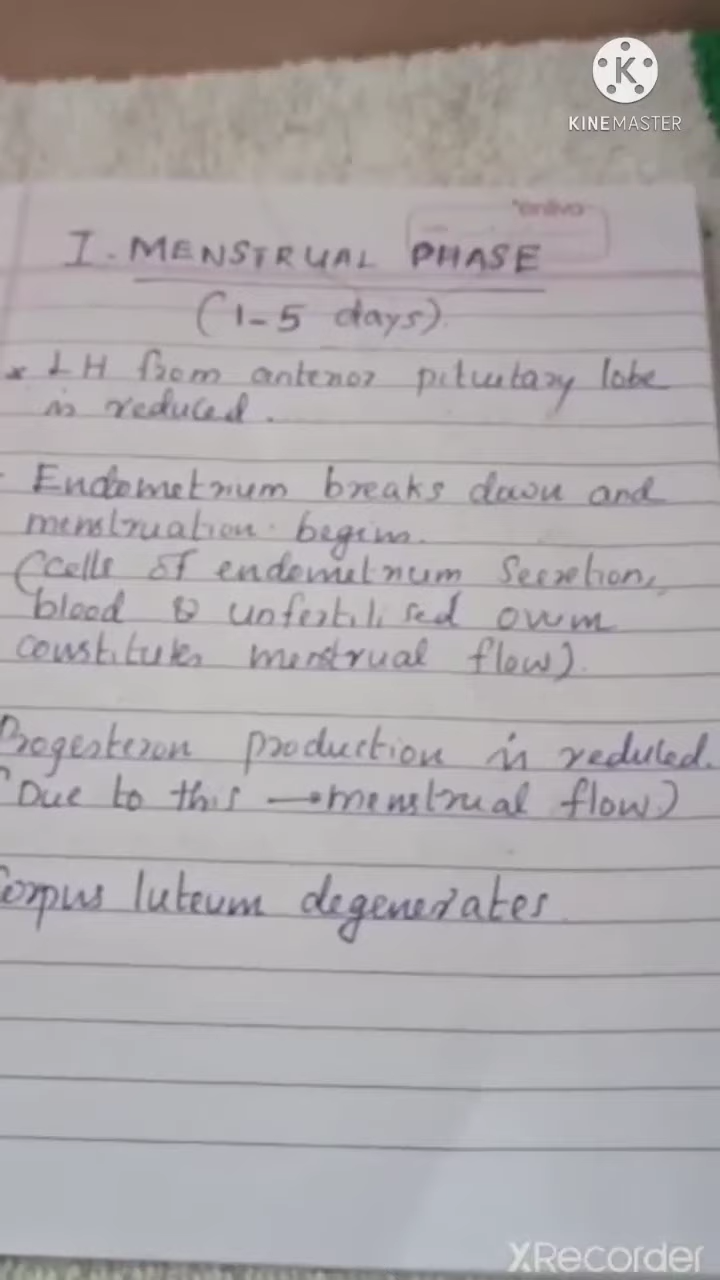 KINEMASTER
I. MENSTRUAL PHASE
(1-5 days).
* LH from anterior pituitary lobe
is reduced.
Endometrium breaks down and
menstruation begins.
(cells of endometrium secretion,
blood & unfertilised ovum
constitutes menstrual flow).
Progesteron production is reduced.
(Due to this → menstrual flow)
Corpus luteum degenerates.
XRecorder